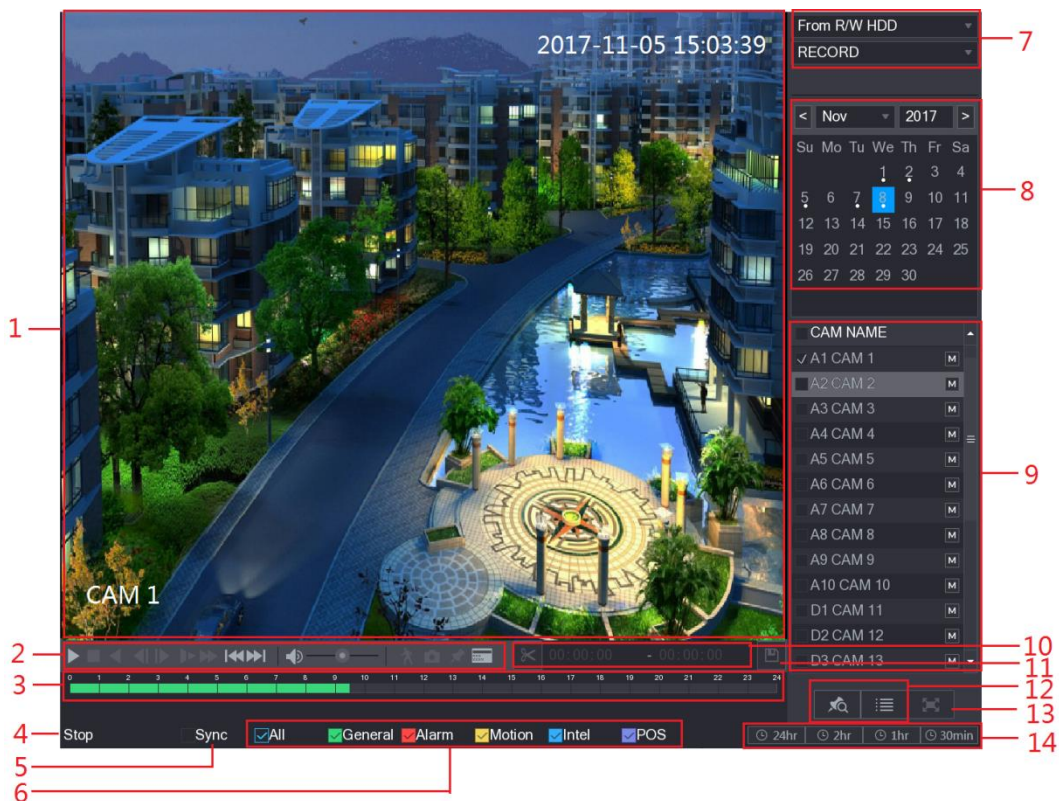 2017-11-05 15:03:39
CAM 1
From R/W HDD
RECORD
7
< Nov 2017 >
Su Mo Tu We Th Fr Sa
1 2 3 4
5 6 7 8 9 10 11
12 13 14 15 16 17 18
19 20 21 22 23 24 25
26 27 28 29 30
8
1
CAM NAME
A1 CAM 1 M
A2 CAM 2 M
A3 CAM 3 M
A4 CAM 4 M
A5 CAM 5 M
A6 CAM 6 M
A7 CAM 7 M
A8 CAM 8 M
A9 CAM 9 M
A10 CAM 10 M
D1 CAM 11 M
D2 CAM 12 M
D3 CAM 13 M
9
2
00:00:00 - 00:00:00
10
11
3
0 1 2 3 4 5 6 7 8 9 10 11 12 13 14 15 16 17 18 19 20 21 22 23 24
12
13
4
Stop Sync All General Alarm Motion Intel POS
24hr 2hr 1hr 30min
14
5
6